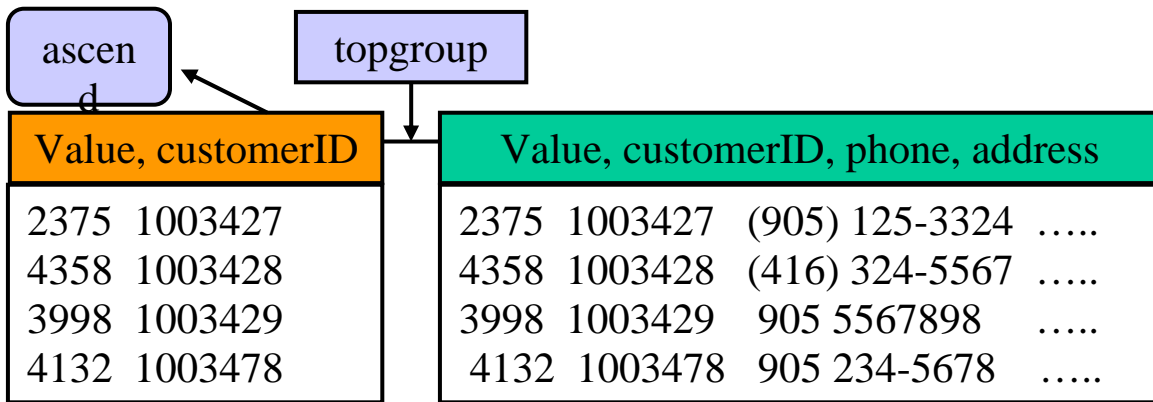 ascen
d
topgroup
Value, customerID
2375 1003427
4358 1003428
3998 1003429
4132 1003478
Value, customerID, phone, address
2375 1003427 (905) 125-3324 …..
4358 1003428 (416) 324-5567 …..
3998 1003429 905 5567898 …..
4132 1003478 905 234-5678 …..